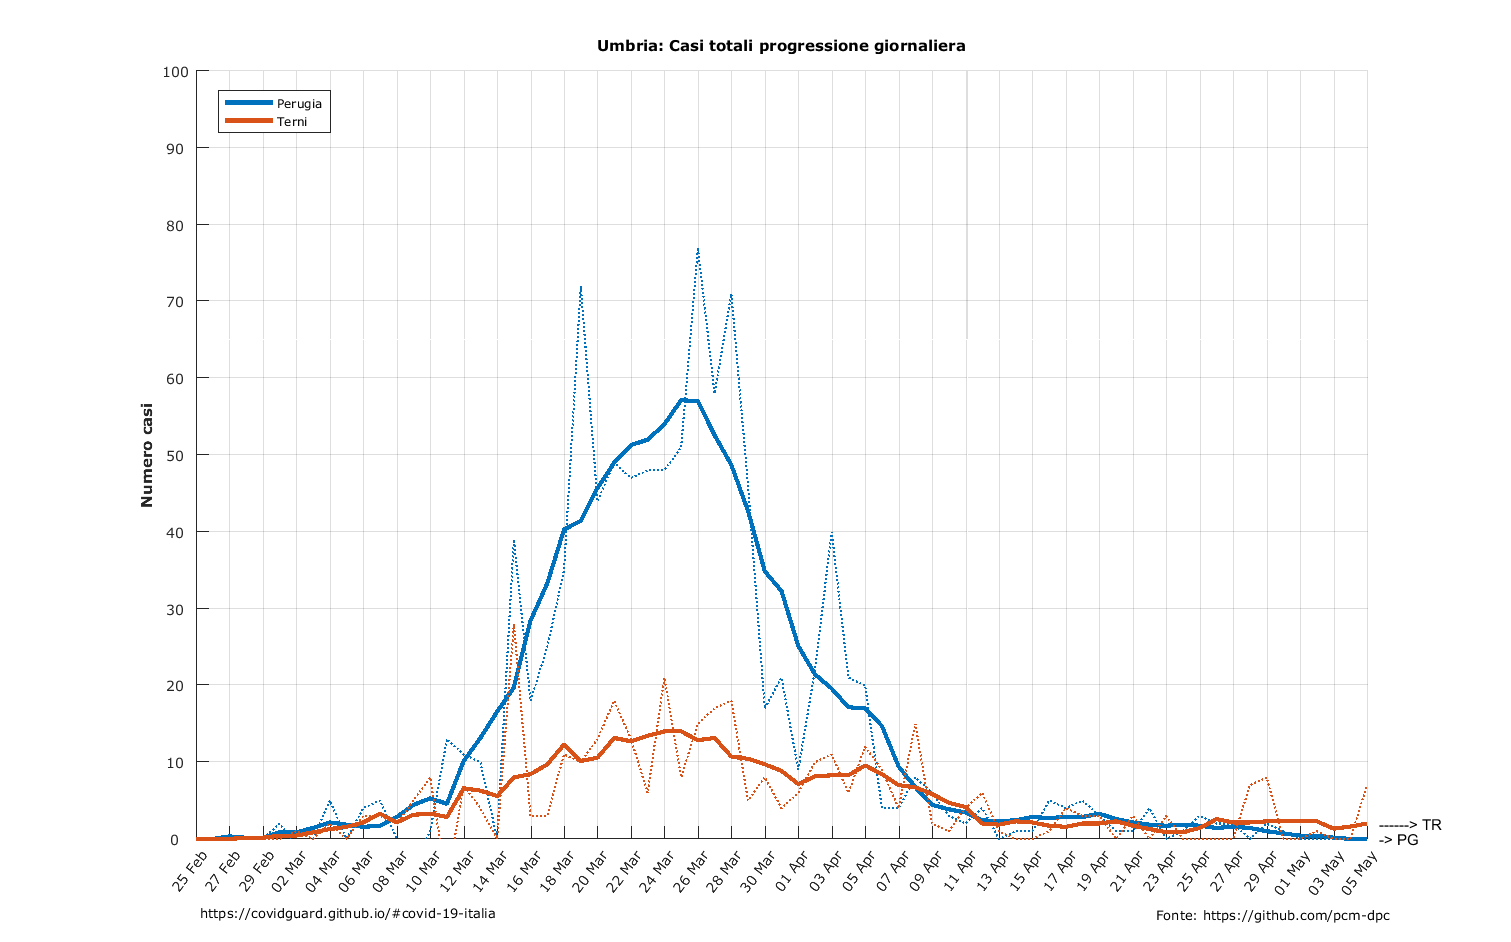 Umbria: Casi totali progressione giornaliera
Perugia
Terni
Numero casi
100
90
80
70
60
50
40
30
20
10
0
25 Feb
27 Feb
29 Feb
02 Mar
04 Mar
06 Mar
08 Mar
10 Mar
12 Mar
14 Mar
16 Mar
18 Mar
20 Mar
22 Mar
24 Mar
26 Mar
28 Mar
30 Mar
01 Apr
03 Apr
05 Apr
07 Apr
09 Apr
11 Apr
13 Apr
15 Apr
17 Apr
19 Apr
21 Apr
23 Apr
25 Apr
27 Apr
29 Apr
01 May
03 May
05 May
------> TR
-> PG
https://covidguard.github.io/#covid-19-italia
Fonte: https://github.com/pcm-dpc